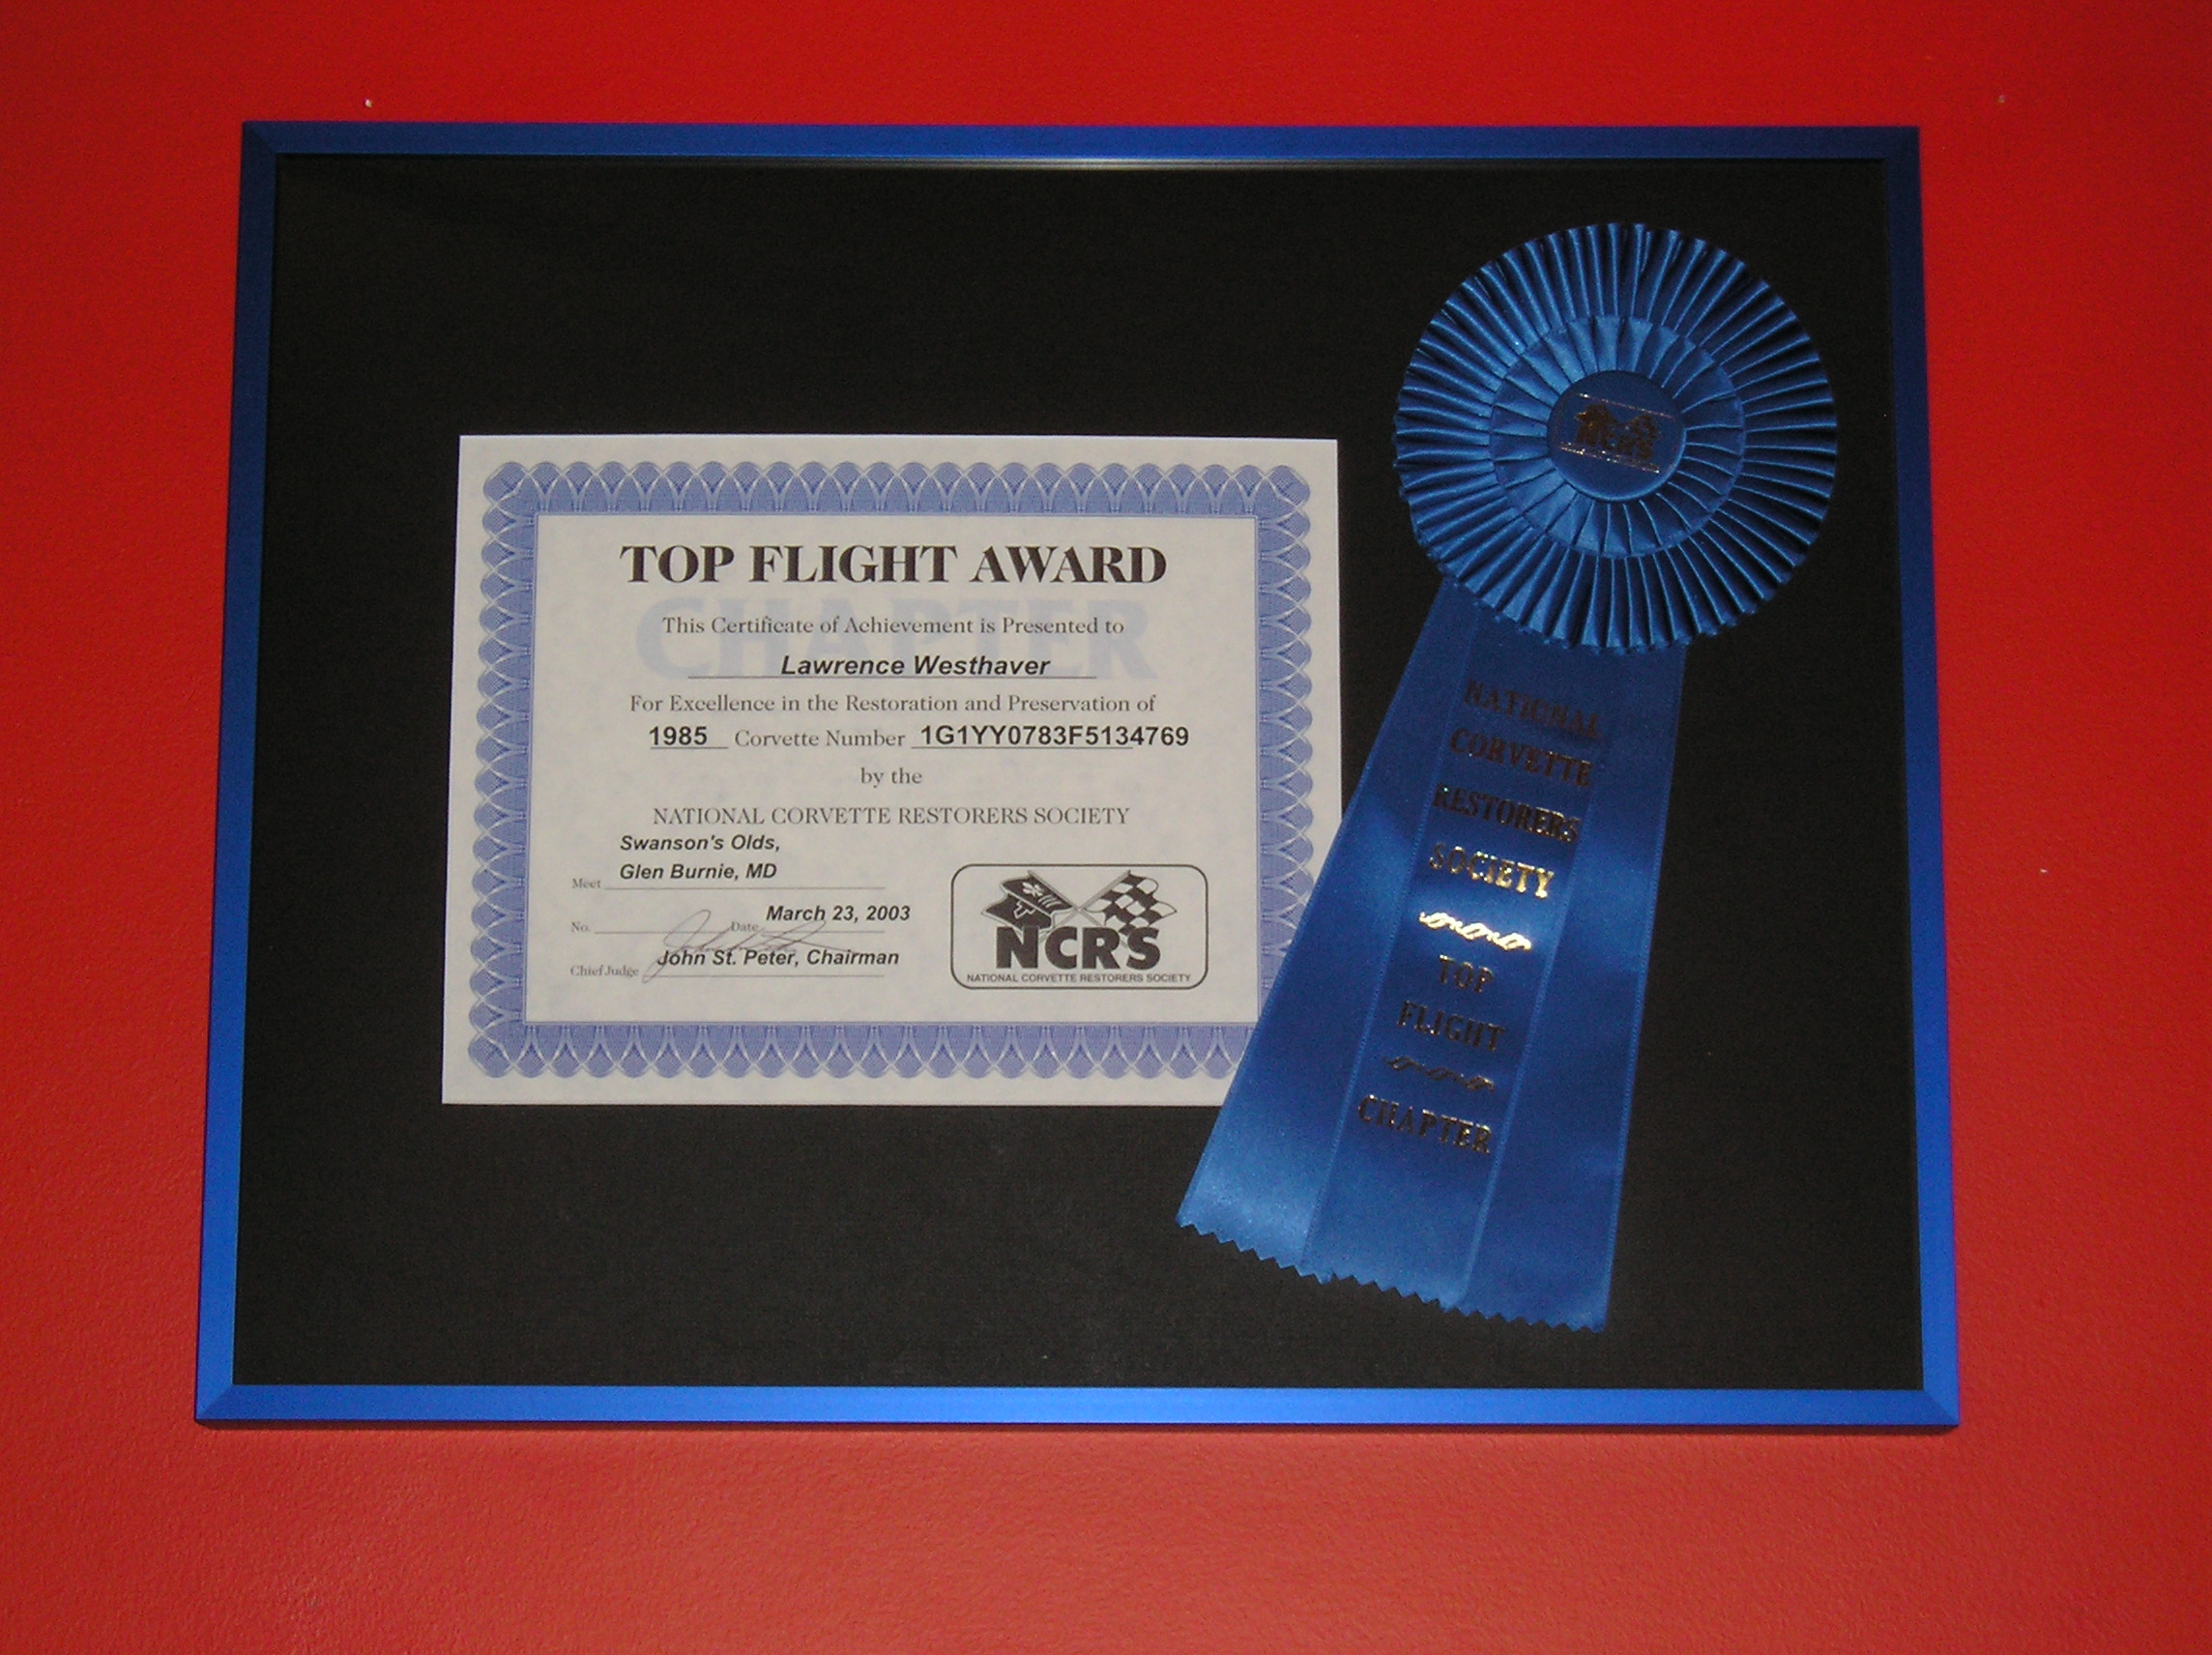 TOP FLIGHT AWARD
CHAPTER
This Certificate of Achievement is Presented to
Lawrence Westhaver
For Excellence in the Restoration and Preservation of
1985 Corvette Number 1G1YY0783F5134769
by the
NATIONAL CORVETTE RESTORERS SOCIETY
Swanson's Olds,
Meet Glen Burnie, MD
No. Date March 23, 2003
Chief Judge John St. Peter, Chairman
NCRS
NATIONAL CORVETTE RESTORERS SOCIETY
NCRS
NATIONAL
CORVETTE
RESTORERS
SOCIETY
TOP
FLIGHT
CHAPTER